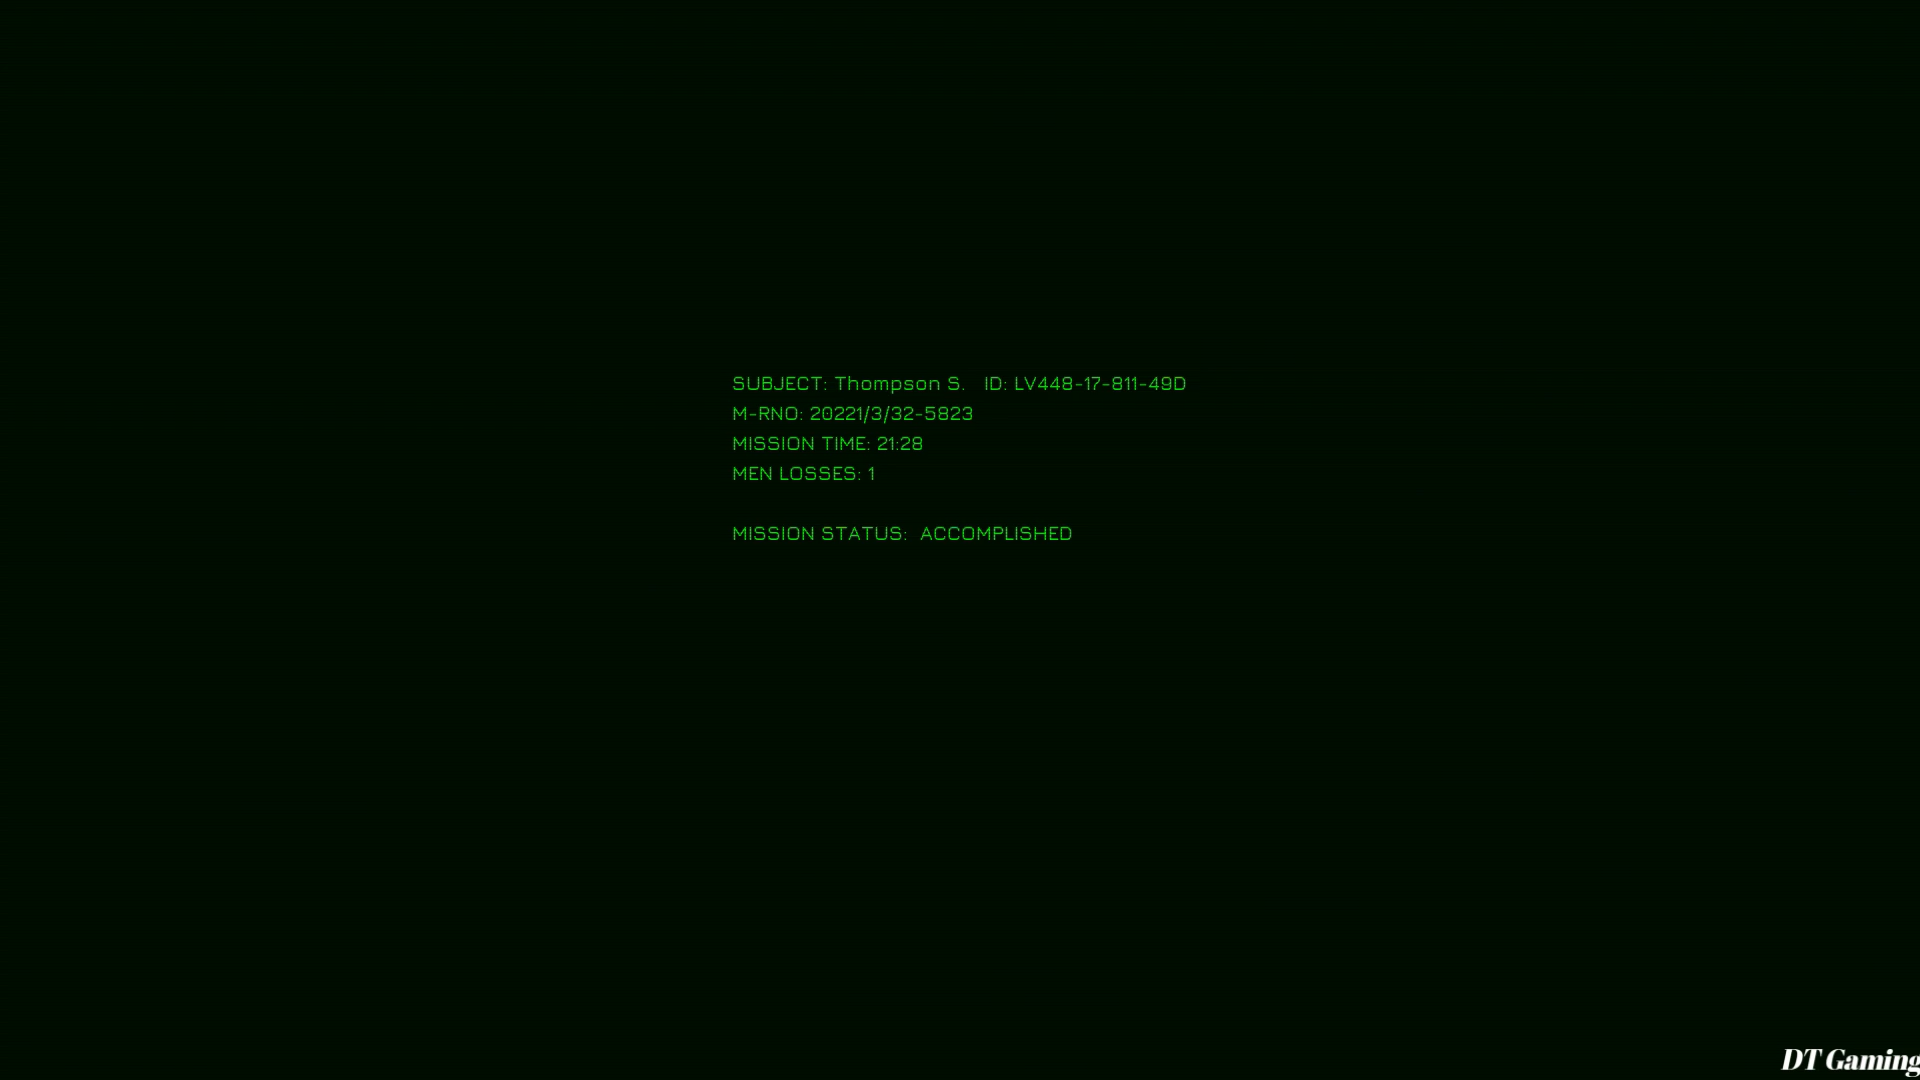 SUBJECT: Thompson S.   ID: LV448-17-811-49D
M-RNO: 20221/3/32-5823
MISSION TIME: 21:28
MEN LOSSES: 1
MISSION STATUS:  ACCOMPLISHED
DT Gaming